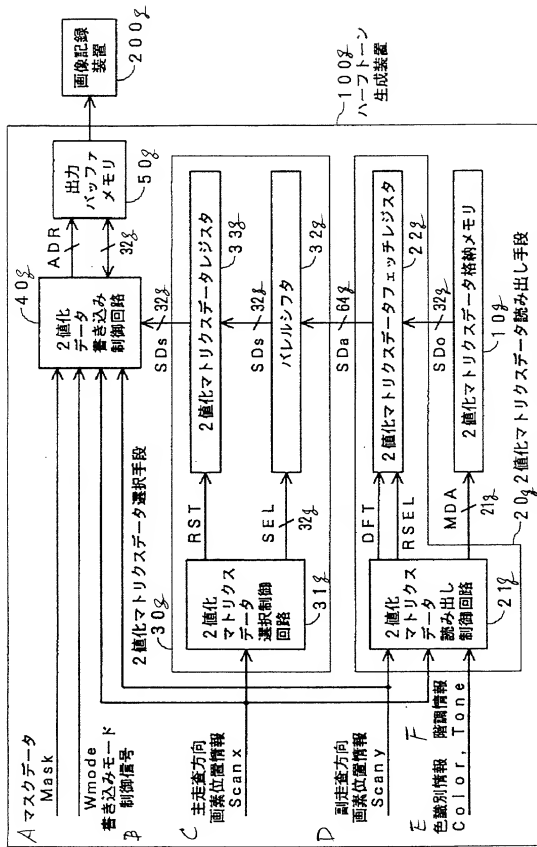 A マスクデータ
Mask
Wmode
書き込みモード
制御信号
B
C 主走査方向
画素位置情報
Scanx
D 副走査方向
画素位置情報
Scany
E F
色識別情報 階調情報
Color, Tone
40g
2値化
データ
書き込み
制御回路
ADR
32g
出力
バッファ
メモリ
50g
画像記録
装置
200g
100g
ハーフトーン
生成装置
2値化マトリクスデータ選択手段
30g
SDs
32g
2値化マトリクスデータレジスタ
33g
SDs
32g
バレルシフタ
32g
RST
SEL
32g
2値化
マトリクス
データ
選択制御
回路
31g
SDa
64g
2値化マトリクスデータフェッチレジスタ
22g
SDo
32g
2値化マトリクスデータ格納メモリ
10g
DFT
RSEL
MDA
21g
2値化
マトリクス
データ
読み出し
制御回路
21g
20g 2値化マトリクスデータ読み出し手段